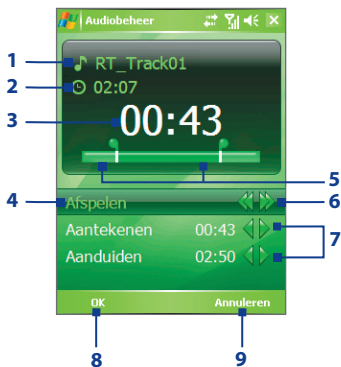 Audiobeheer
1 RT_Track01
2 02:07
3 00:43
5
4 Afspelen 6
Aantekenen 00:43 7
Aanduiden 02:50
OK Annuleren
8 9